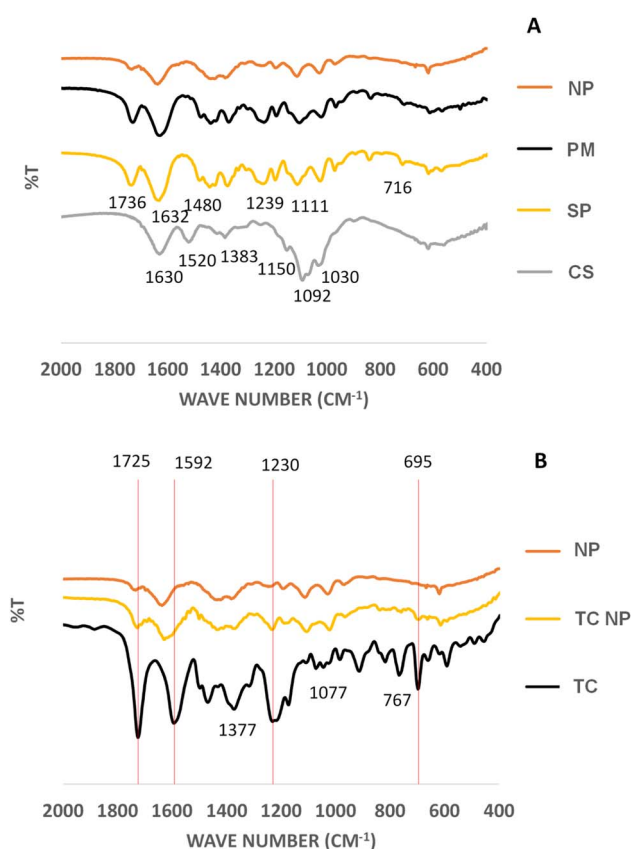 A
NP
PM
SP
CS
%T
1736
1632
1480
1239
1111
716
1630
1520
1383
1150
1092
1030
2000 1800 1600 1400 1200 1000 800 600 400
WAVE NUMBER (CM-1)
B
1725 1592 1230 695
NP
TC NP
TC
%T
1377
1077
767
2000 1800 1600 1400 1200 1000 800 600 400
WAVE NUMBER (CM-1)